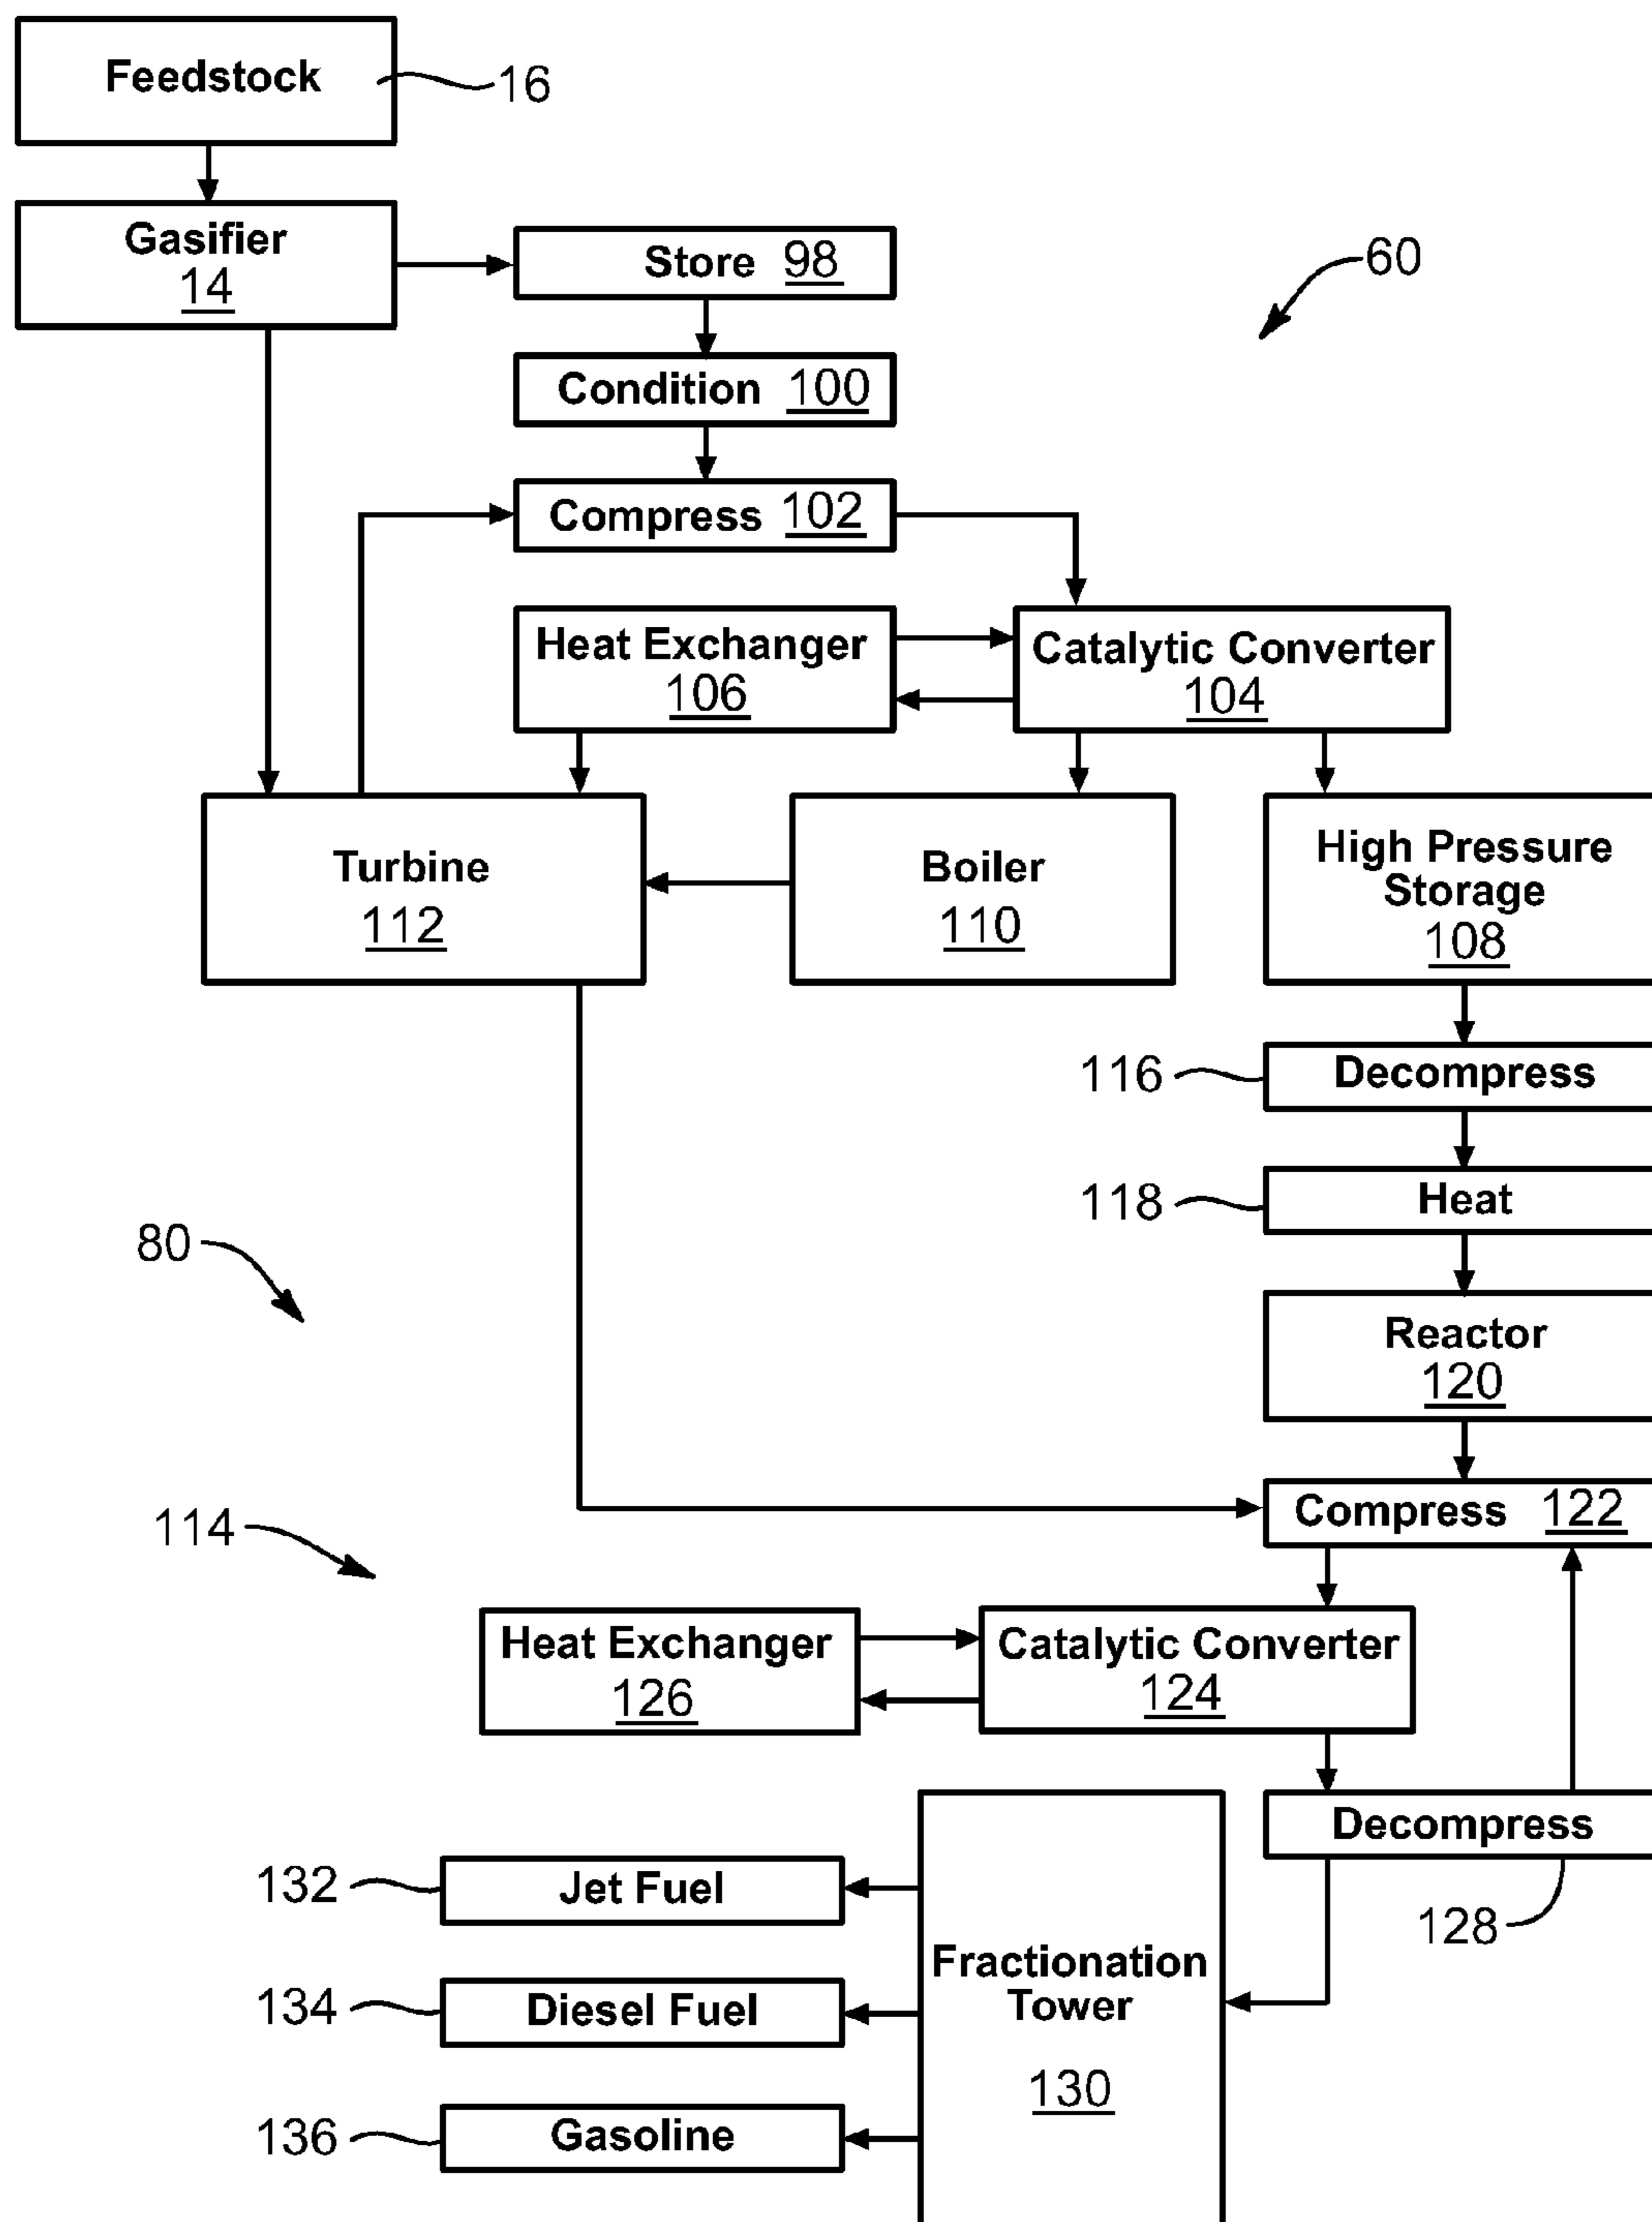 Feedstock
16
Gasifier
14
Store 98
60
Condition 100
Compress 102
Heat Exchanger
106
Catalytic Converter
104
Turbine
112
Boiler
110
High Pressure
Storage
108
116
Decompress
118
Heat
80
Reactor
120
114
Compress 122
Heat Exchanger
126
Catalytic Converter
124
Decompress
128
132
Jet Fuel
134
Diesel Fuel
136
Gasoline
Fractionation
Tower
130